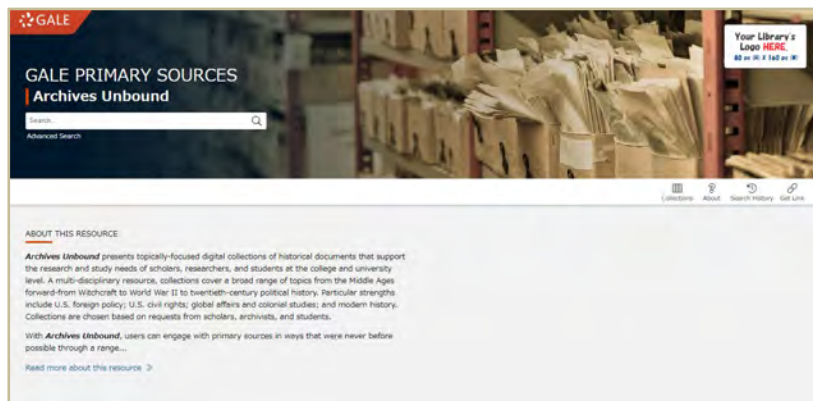 GALE
Your Library's
Logo HERE.
80 px (H) X 160 px (W)
GALE PRIMARY SOURCES
Archives Unbound
Search...
Advanced Search
Collections
About
Search History
Get Link
ABOUT THIS RESOURCE
Archives Unbound presents topically-focused digital collections of historical documents that support
the research and study needs of scholars, researchers, and students at the college and university
level. A multi-disciplinary resource, collections cover a broad range of topics from the Middle Ages
forward-from Witchcraft to World War II to twentieth-century political history. Particular strengths
include U.S. foreign policy; U.S. civil rights; global affairs and colonial studies; and modern history.
Collections are chosen based on requests from scholars, archivists, and students.
With Archives Unbound, users can engage with primary sources in ways that were never before
possible through a range...
Read more about this resource